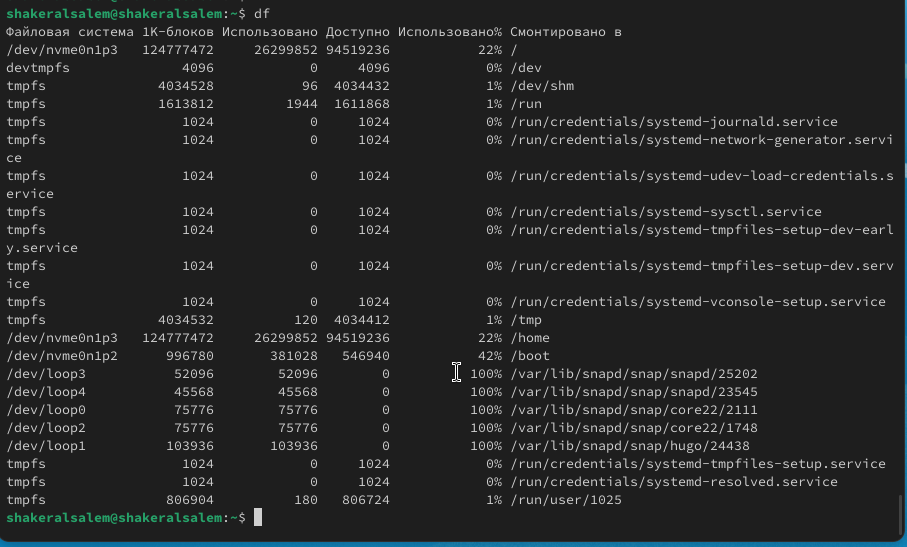 shakeralsalem@shakeralsalem:~$ df
Файловая система 1K-блоков Использовано Доступно Использовано% Смонтировано в
/dev/nvme0n1p3   124777472     26299852 94519236           22% /
devtmpfs              4096            0     4096            0% /dev
tmpfs              4034528           96  4034432            1% /dev/shm
tmpfs              1613812         1944  1611868            1% /run
tmpfs                 1024            0     1024            0% /run/credentials/systemd-journald.service
tmpfs                 1024            0     1024            0% /run/credentials/systemd-network-generator.servi
ce
tmpfs                 1024            0     1024            0% /run/credentials/systemd-udev-load-credentials.s
ervice
tmpfs                 1024            0     1024            0% /run/credentials/systemd-sysctl.service
tmpfs                 1024            0     1024            0% /run/credentials/systemd-tmpfiles-setup-dev-earl
y.service
tmpfs                 1024            0     1024            0% /run/credentials/systemd-tmpfiles-setup-dev.serv
ice
tmpfs                 1024            0     1024            0% /run/credentials/systemd-vconsole-setup.service
tmpfs              4034532          120  4034412            1% /tmp
/dev/nvme0n1p3   124777472     26299852 94519236           22% /home
/dev/nvme0n1p2      996780       381028   546940           42% /boot
/dev/loop3           52096        52096        0          100% /var/lib/snapd/snap/snapd/25202
/dev/loop4           45568        45568        0          100% /var/lib/snapd/snap/snapd/23545
/dev/loop0           75776        75776        0          100% /var/lib/snapd/snap/core22/2111
/dev/loop2           75776        75776        0          100% /var/lib/snapd/snap/core22/1748
/dev/loop1          103936       103936        0          100% /var/lib/snapd/snap/hugo/24438
tmpfs                 1024            0     1024            0% /run/credentials/systemd-tmpfiles-setup.service
tmpfs                 1024            0     1024            0% /run/credentials/systemd-resolved.service
tmpfs               806904          180   806724            1% /run/user/1025
shakeralsalem@shakeralsalem:~$